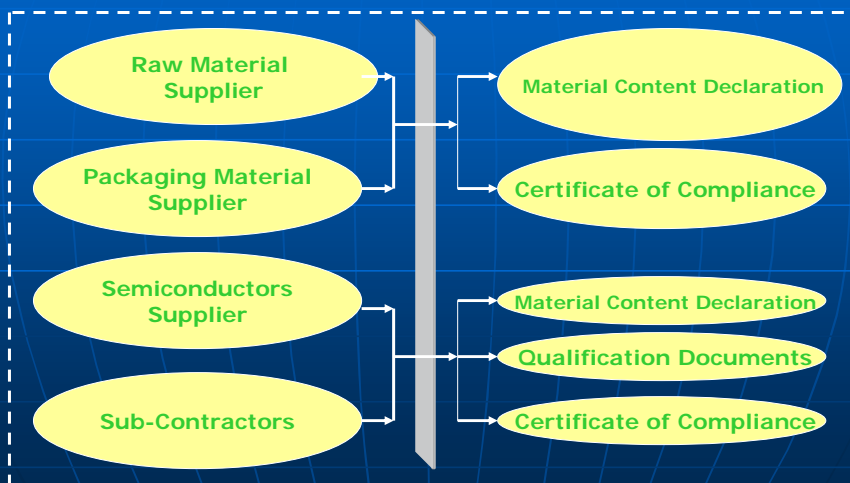 Raw Material
Supplier
Material Content Declaration
Packaging Material
Supplier
Certificate of Compliance
Semiconductors
Supplier
Material Content Declaration
Qualification Documents
Sub-Contractors
Certificate of Compliance